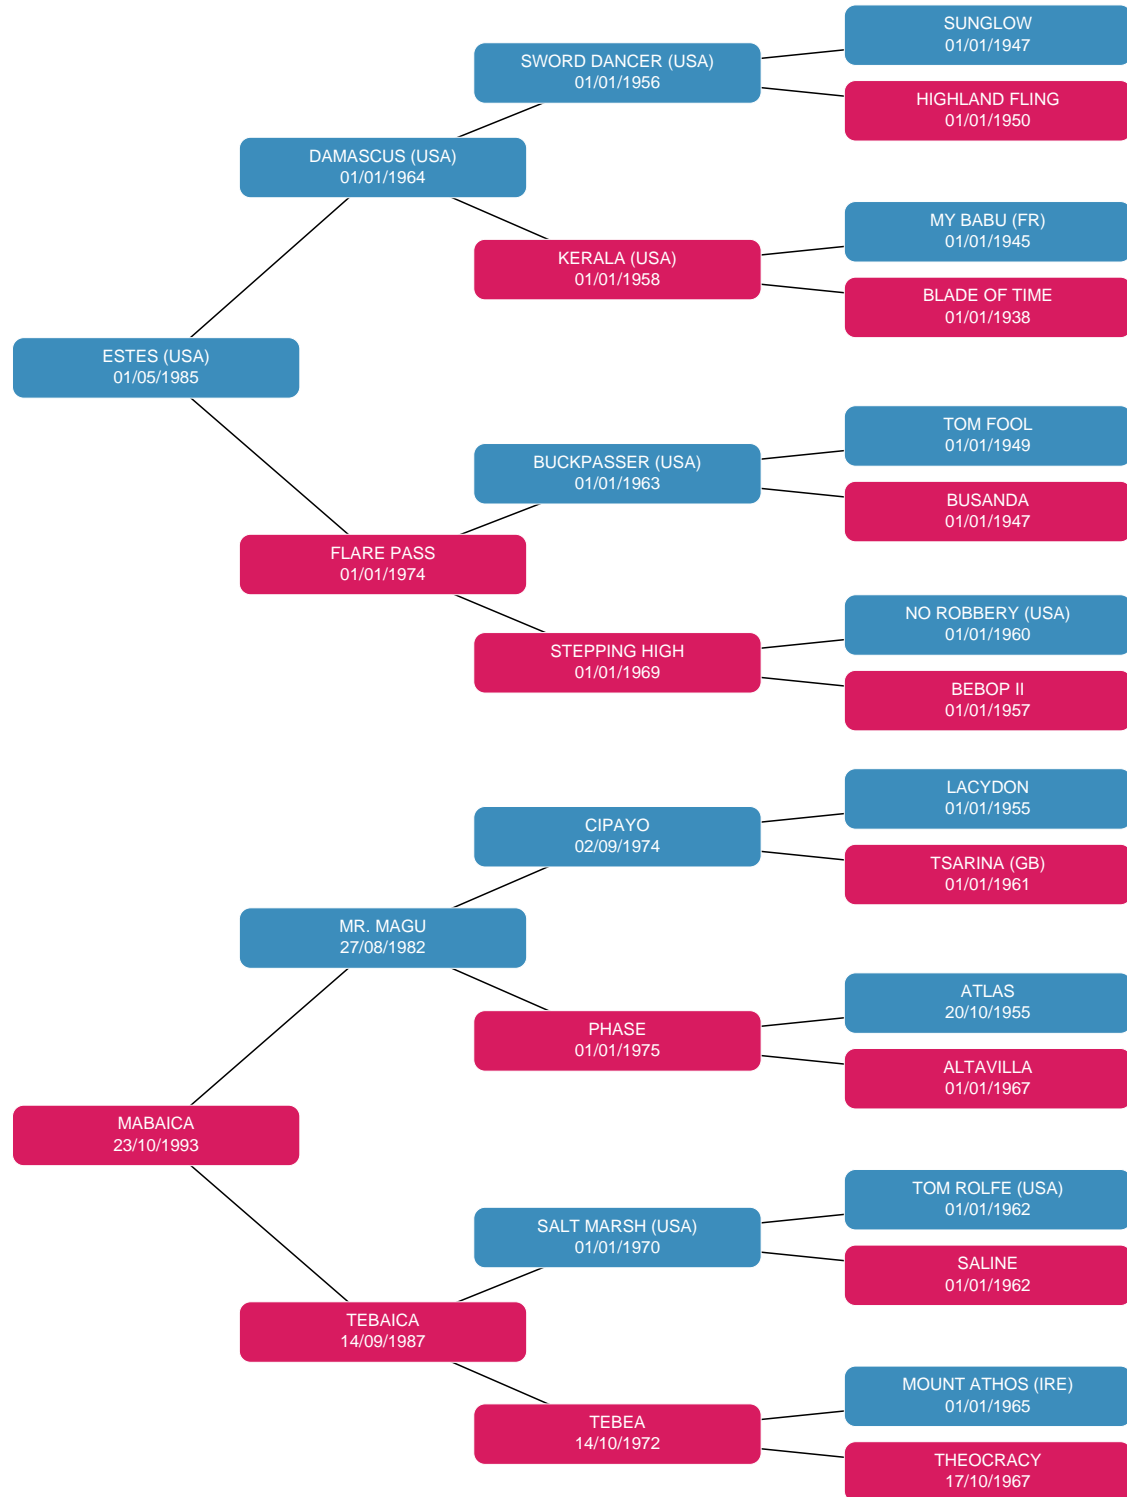 SUNGLOW
01/01/1947
SWORD DANCER (USA)
01/01/1956
HIGHLAND FLING
01/01/1950
DAMASCUS (USA)
01/01/1964
MY BABU (FR)
01/01/1945
KERALA (USA)
01/01/1958
BLADE OF TIME
01/01/1938
ESTES (USA)
01/05/1985
TOM FOOL
01/01/1949
BUCKPASSER (USA)
01/01/1963
BUSANDA
01/01/1947
FLARE PASS
01/01/1974
NO ROBBERY (USA)
01/01/1960
STEPPING HIGH
01/01/1969
BEBOP II
01/01/1957
LACYDON
01/01/1955
CIPAYO
02/09/1974
TSARINA (GB)
01/01/1961
MR. MAGU
27/08/1982
ATLAS
20/10/1955
PHASE
01/01/1975
ALTAVILLA
01/01/1967
MABAICA
23/10/1993
TOM ROLFE (USA)
01/01/1962
SALT MARSH (USA)
01/01/1970
SALINE
01/01/1962
TEBAICA
14/09/1987
MOUNT ATHOS (IRE)
01/01/1965
TEBEA
14/10/1972
THEOCRACY
17/10/1967